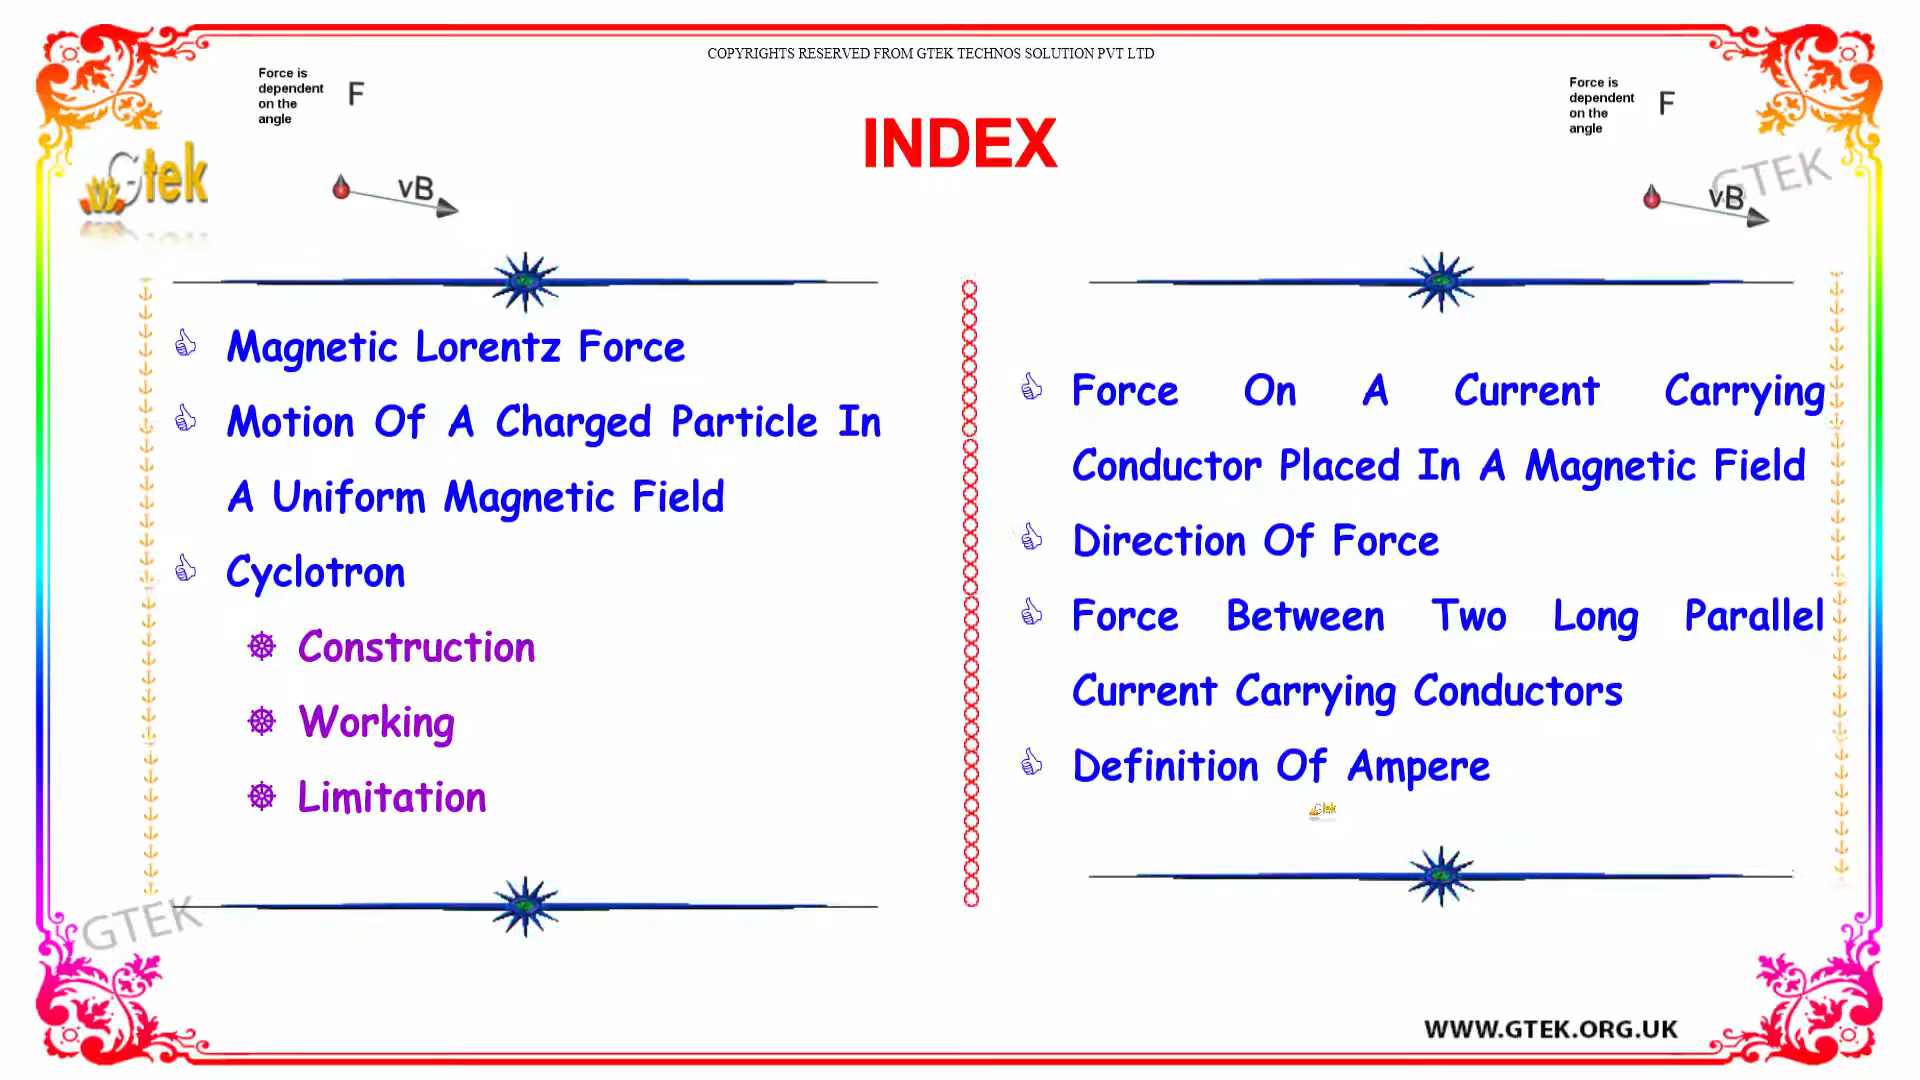 COPYRIGHTS RESERVED FROM GTEK TECHNOS SOLUTION PVT LTD
Force is
dependent
on the
angle
F
vB
Gtek
INDEX
Force is
dependent
on the
angle
F
GTEK
vB
Magnetic Lorentz Force
Motion Of A Charged Particle In
A Uniform Magnetic Field
Cyclotron
Construction
Working
Limitation
Force On A Current Carrying
Conductor Placed In A Magnetic Field
Direction Of Force
Force Between Two Long Parallel
Current Carrying Conductors
Definition Of Ampere
Gtek
GTEK
WWW.GTEK.ORG.UK